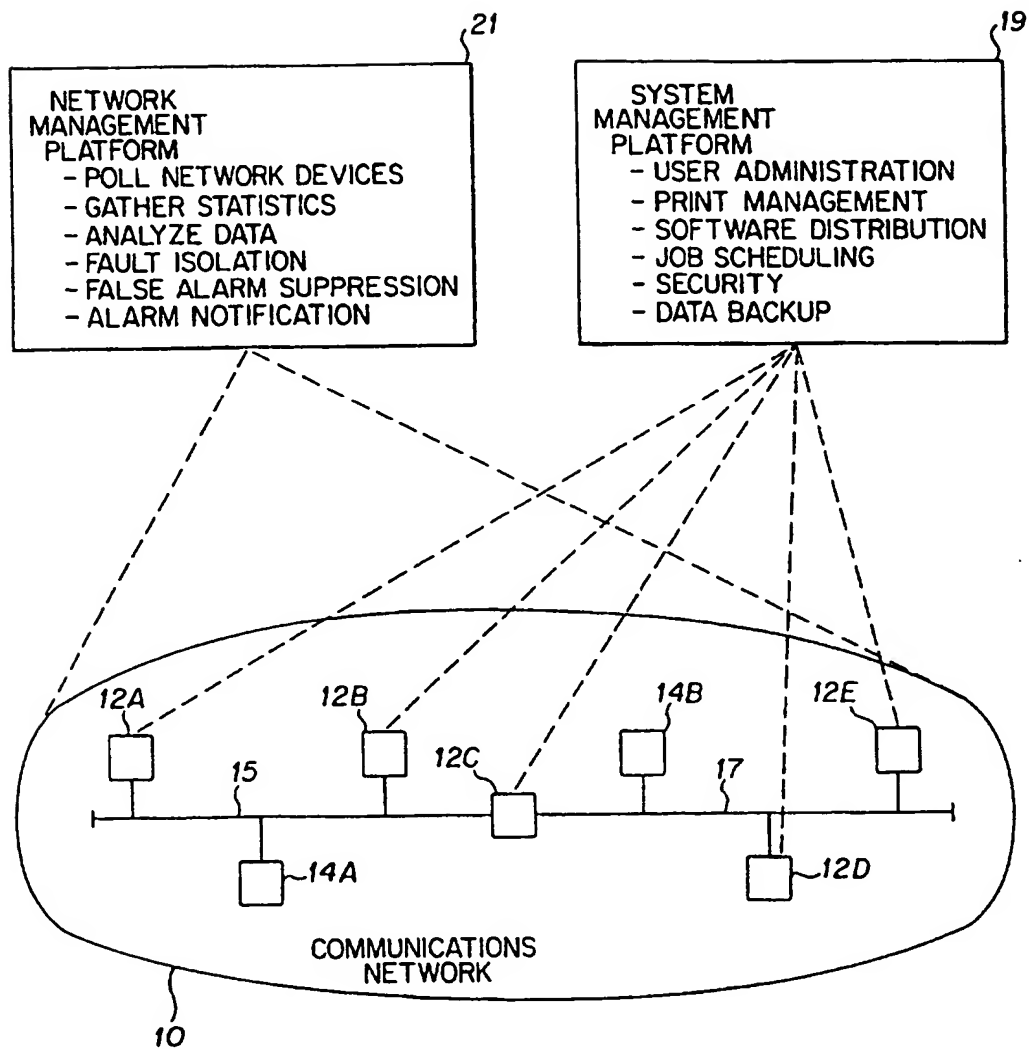 21
NETWORK
MANAGEMENT
PLATFORM
- POLL NETWORK DEVICES
- GATHER STATISTICS
- ANALYZE DATA
- FAULT ISOLATION
- FALSE ALARM SUPPRESSION
- ALARM NOTIFICATION
19
SYSTEM
MANAGEMENT
PLATFORM
- USER ADMINISTRATION
- PRINT MANAGEMENT
- SOFTWARE DISTRIBUTION
- JOB SCHEDULING
- SECURITY
- DATA BACKUP
12A
12B
14B
12E
15
12C
17
14A
12D
COMMUNICATIONS
NETWORK
10